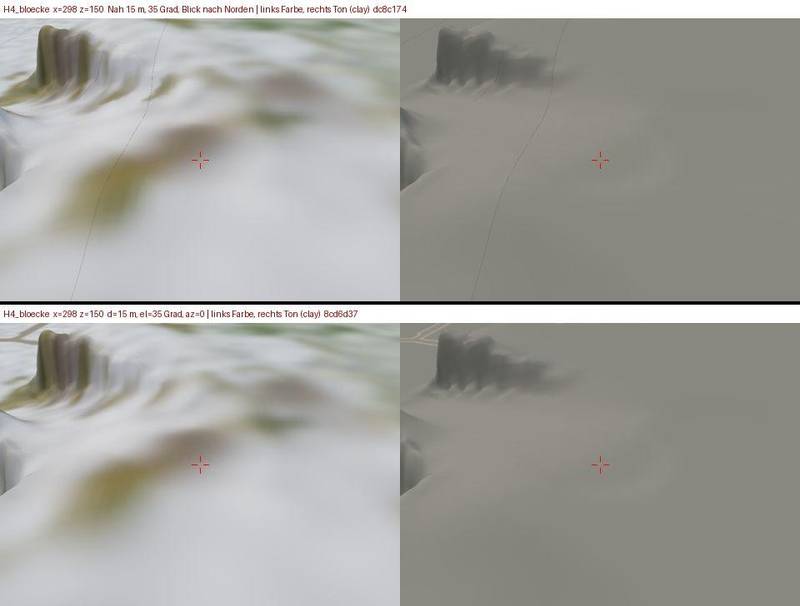 H4_bloecke x=298 z=150 Nah 15 m, 35 Grad, Blick nach Norden | links Farbe, rechts Ton (clay) dc8c174
H4_bloecke x=298 z=150 d=15 m, el=35 Grad, az=0 | links Farbe, rechts Ton (clay) 8cd6d37